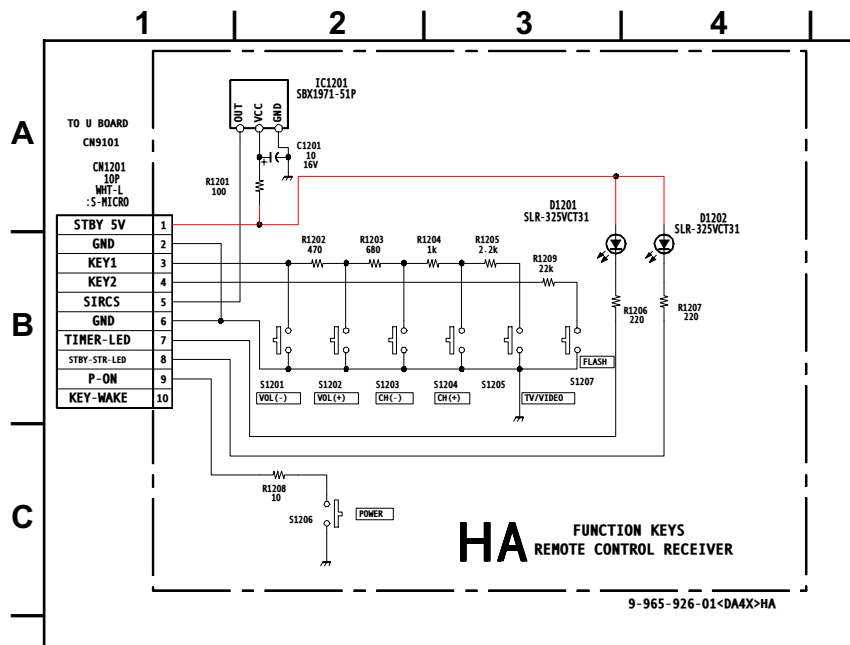 1 2 3 4
A
B
C
TO U BOARD
CN9101
CN1201
10P
WHT-L
:S-MICRO
STBY 5V 1
GND 2
KEY1 3
KEY2 4
SIRCS 5
GND 6
TIMER-LED 7
STBY-STR-LED 8
P-ON 9
KEY-WAKE 10
IC1201
SBX1971-51P
OUT
VCC
GND
C1201
10
16V
+
R1201
100
D1201
SLR-325VCT31
D1202
SLR-325VCT31
R1202
470
R1203
680
R1204
1k
R1205
2.2k
R1209
22k
R1206
220
R1207
220
S1201
VOL(-)
S1202
VOL(+)
S1203
CH(-)
S1204
CH(+)
S1205
TV/VIDEO
FLASH
S1207
R1208
10
S1206
POWER
HA
FUNCTION KEYS
REMOTE CONTROL RECEIVER
9-965-926-01<DA4X>HA